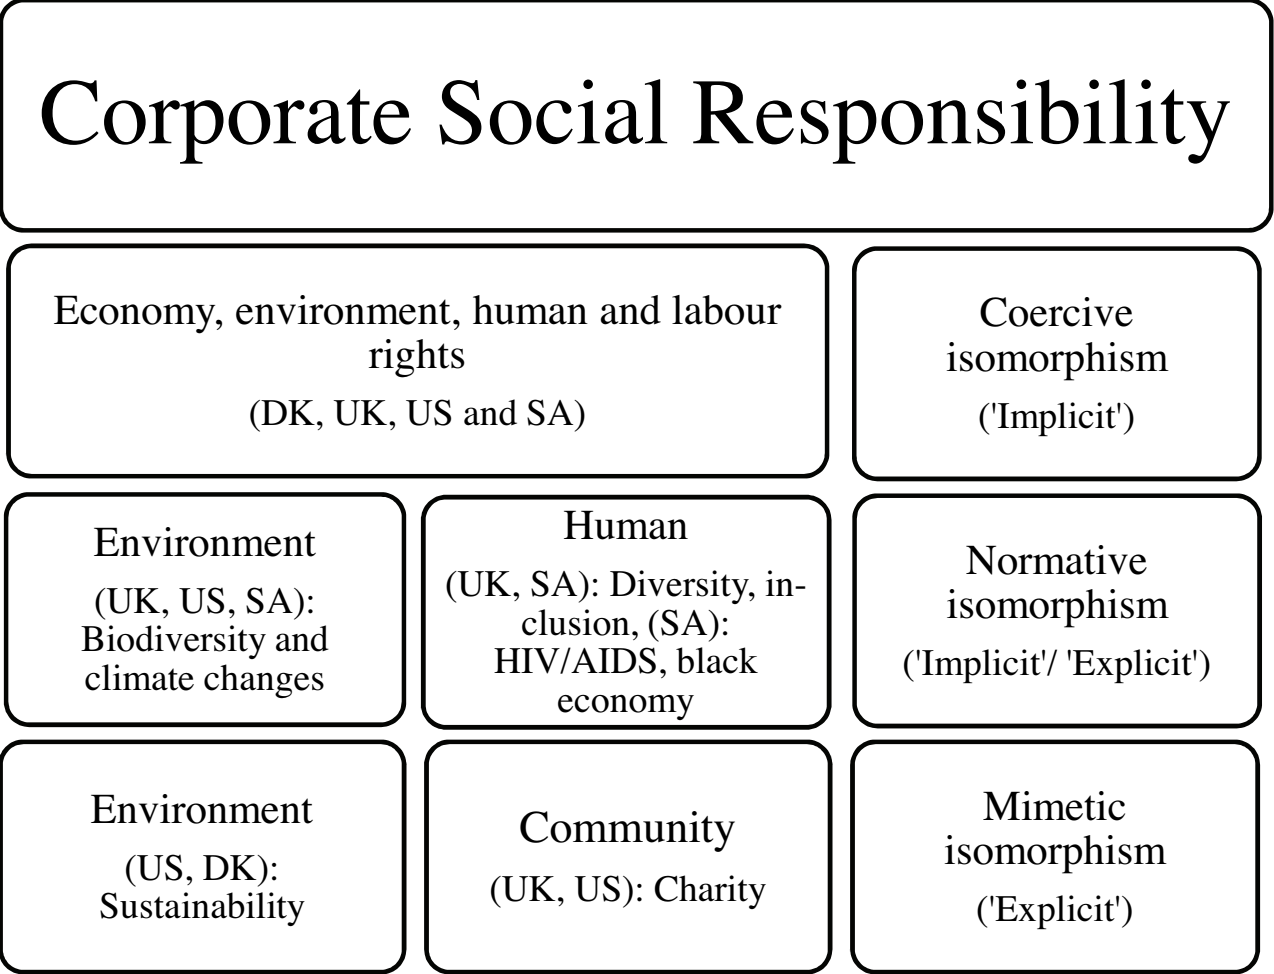 Corporate Social Responsibility
Economy, environment, human and labour
rights
(DK, UK, US and SA)
Coercive
isomorphism
('Implicit')
Environment
(UK, US, SA):
Biodiversity and
climate changes
Human
(UK, SA): Diversity, in-
clusion, (SA):
HIV/AIDS, black
economy
Normative
isomorphism
('Implicit'/ 'Explicit')
Environment
(US, DK):
Sustainability
Community
(UK, US): Charity
Mimetic
isomorphism
('Explicit')